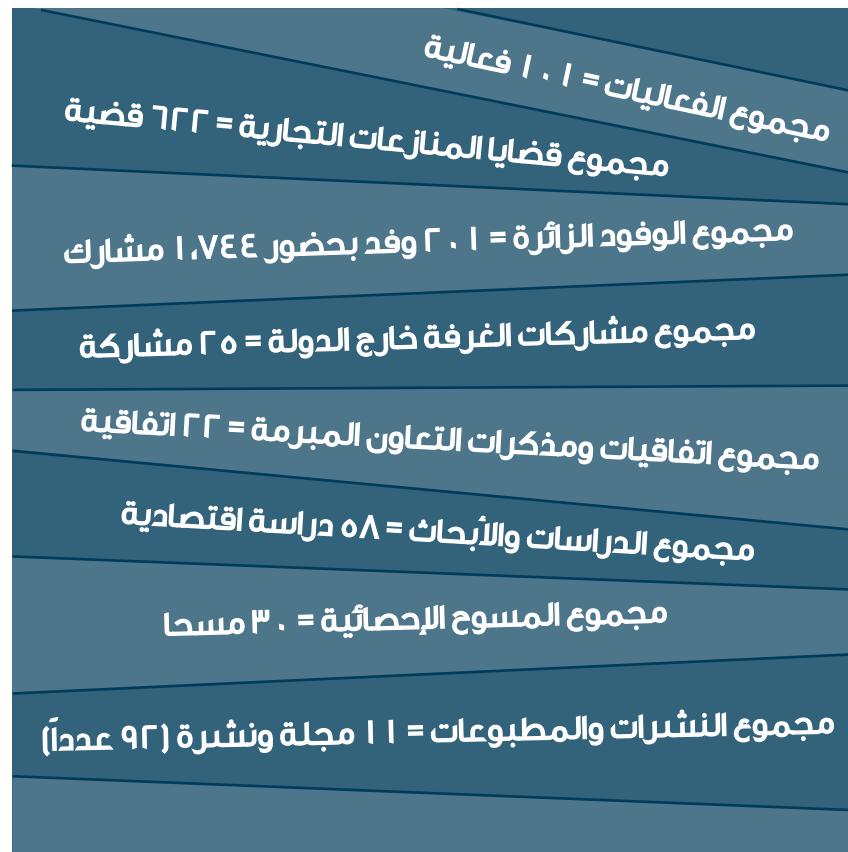 مجموع الفعاليات = ١٠١ فعالية
مجموع قضايا المنازعات التجارية = ٦٢٢ قضية
مجموع الوفود الزائرة = ٢٠١ وفد بحضور ١،٧٤٤ مشارك
مجموع مشاركات الغرفة خارج الدولة = ٢٥ مشاركة
مجموع اتفاقيات ومذكرات التعاون المبرمة = ٢٢ اتفاقية
مجموع الدراسات والأبحاث = ٥٨ دراسة اقتصادية
مجموع المسوح الإحصائية = ٣٠ مسحا
مجموع النشرات والمطبوعات = ١١ مجلة ونشرة (٩٢ عدداً)